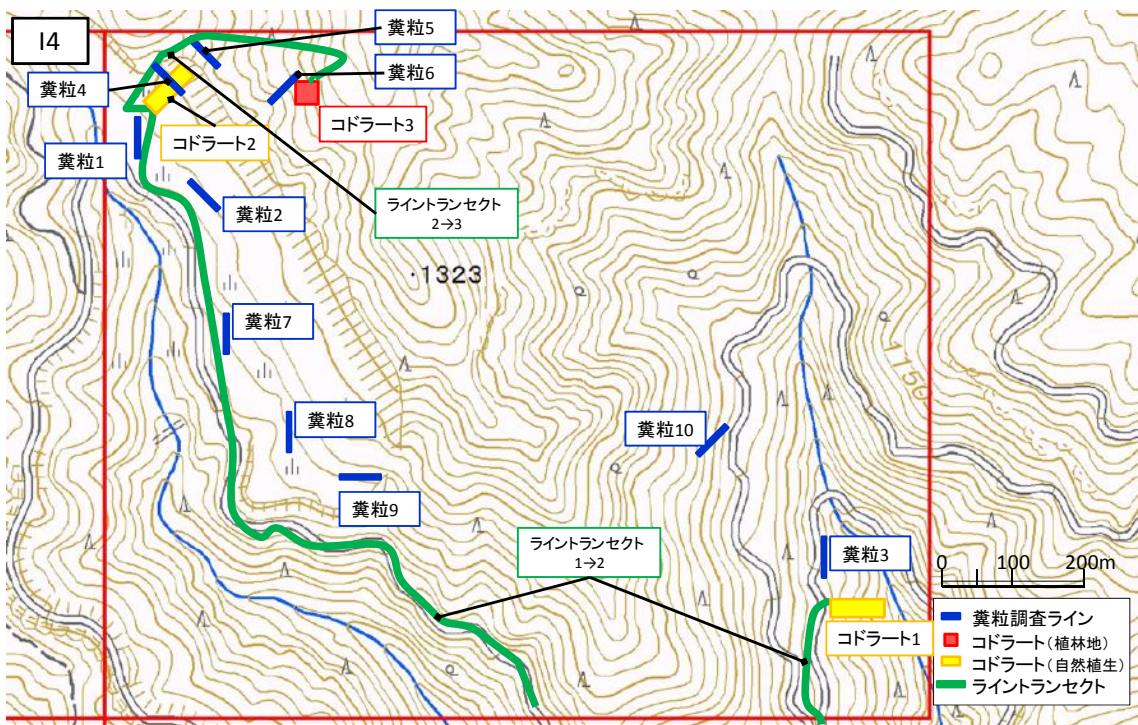 I4
糞粒5
糞粒6
糞粒4
コドラート3
コドラート2
糞粒1
ライントランセクト
2→3
糞粒2
・1323
糞粒7
1150
糞粒8
糞粒10
糞粒9
ライントランセクト
1→2
糞粒3
0 100 200m
コドラート1
糞粒調査ライン
コドラート(植林地)
コドラート(自然植生)
ライントランセクト